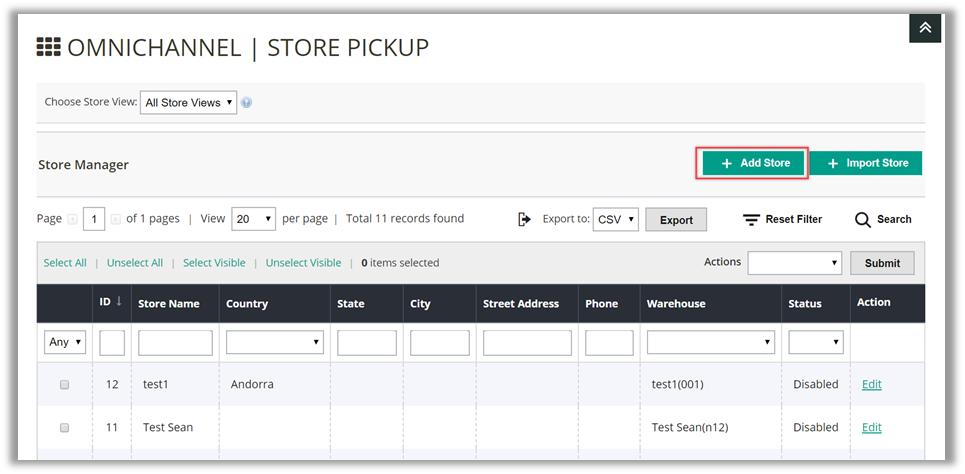 OMNICHANNEL | STORE PICKUP
Choose Store View: All Store Views
Store Manager
+ Add Store
+ Import Store
Page 1 of 1 pages | View 20 per page | Total 11 records found
Export to: CSV Export
Reset Filter
Search
Select All | Unselect All | Select Visible | Unselect Visible | 0 items selected
Actions Submit
ID ↓ Store Name Country State City Street Address Phone Warehouse Status Action
Any
12 test1 Andorra test1(001) Disabled Edit
11 Test Sean Test Sean(n12) Disabled Edit